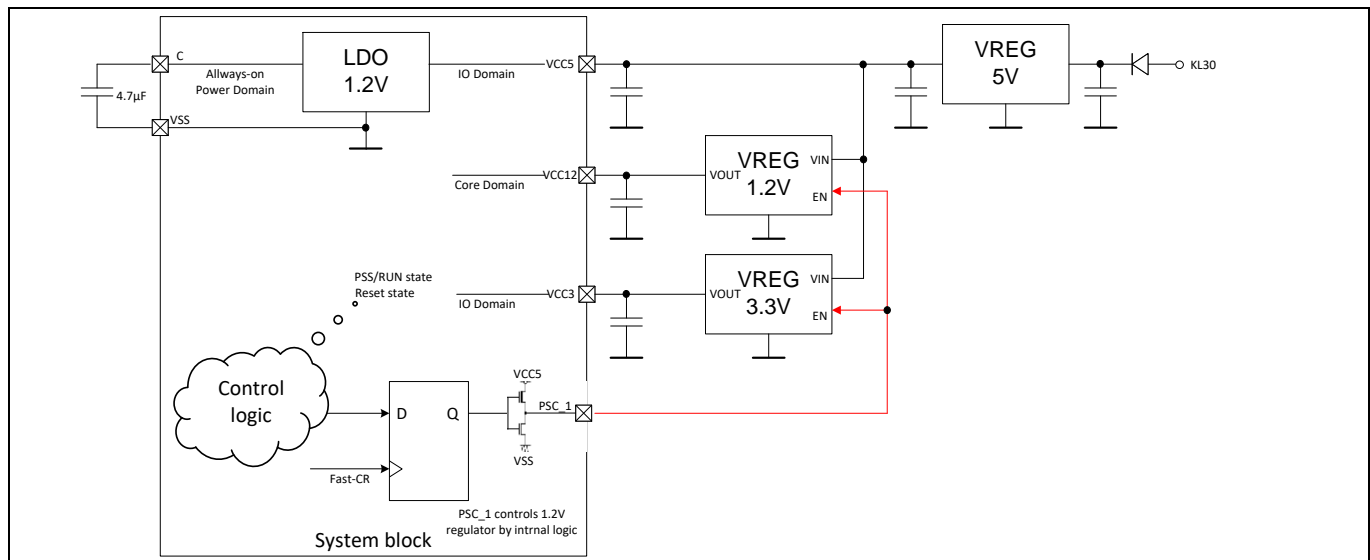 C
Allways-on
Power Domain
4.7µF
VSS
LDO
1.2V
IO Domain
VCC5
VREG
5V
KL30
Core Domain
VCC12
VREG
1.2V
VOUT
VIN
EN
IO Domain
VCC3
VREG
3.3V
VOUT
VIN
EN
PSS/RUN state
Reset state
Control
logic
D
Q
Fast-CR
VCC5
VSS
PSC_1
PSC_1 controls 1.2V
regulator by intrnal logic
System block